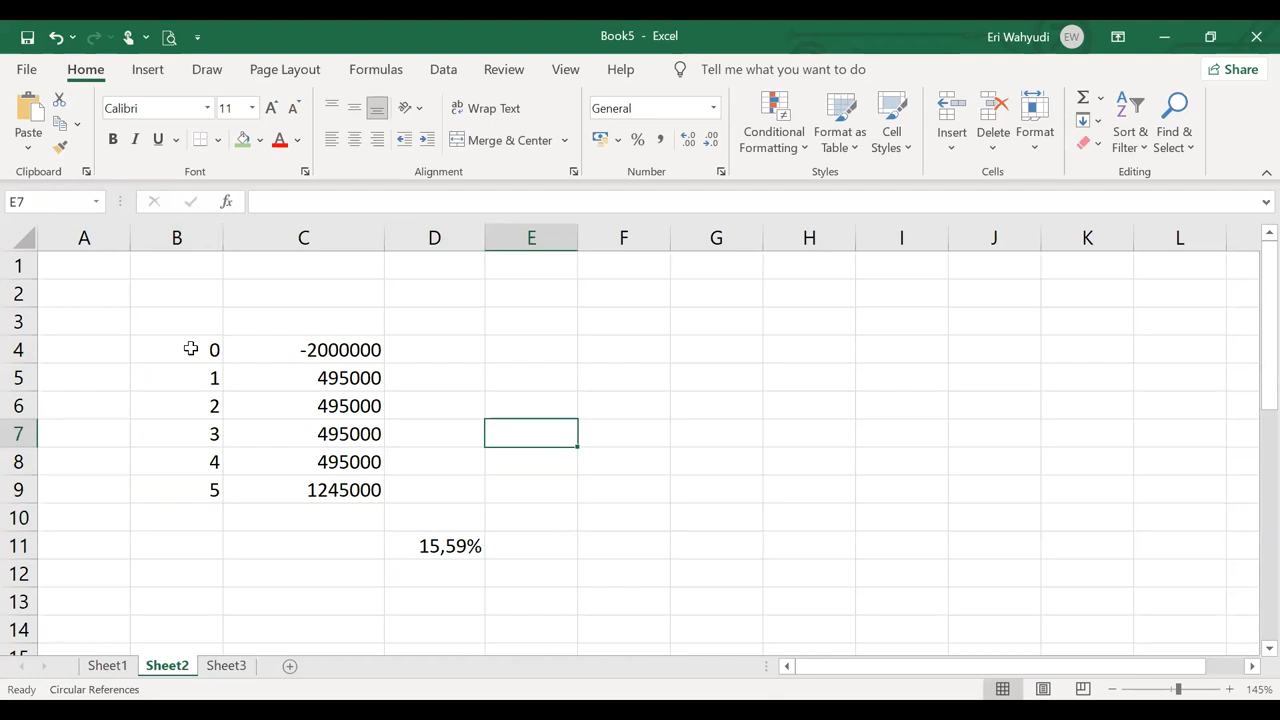 Book5 - Excel
Eri Wahyudi
EW
File
Home
Insert
Draw
Page Layout
Formulas
Data
Review
View
Help
Tell me what you want to do
Share
Paste
Clipboard
Calibri
11
B I U
Font
Wrap Text
Merge & Center
Alignment
General
Number
Conditional Formatting
Format as Table
Cell Styles
Styles
Insert
Delete
Format
Cells
Sort & Filter
Find & Select
Editing
E7
fx
A B C D E F G H I J K L
1
2
3
4 0 -2000000
5 1 495000
6 2 495000
7 3 495000
8 4 495000
9 5 1245000
10
11 15,59%
12
13
14
15
Sheet1
Sheet2
Sheet3
Ready
Circular References
145%